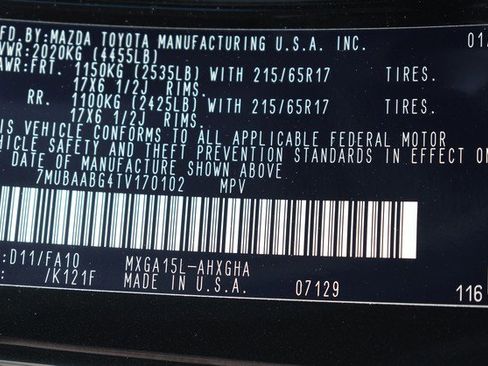 MFD.BY:MAZDA TOYOTA MANUFACTURING U.S.A. INC. 01/
VWR:2020KG (4455LB)
AWR:FRT. 1150KG (2535LB) WITH 215/65R17 TIRES.
17X6 1/2J RIMS.
RR. 1100KG (2425LB) WITH 215/65R17 TIRES.
17X6 1/2J RIMS.
IS VEHICLE CONFORMS TO ALL APPLICABLE FEDERAL MOTOR
HICLE SAFETY AND THEFT PREVENTION STANDARDS IN EFFECT ON
E DATE OF MANUFACTURE SHOWN ABOVE
7MUBAABG4TV170102 MPV
:D11/FA10 MXGA15L-AHXGHA
: /K121F MADE IN U.S.A. 07129 116